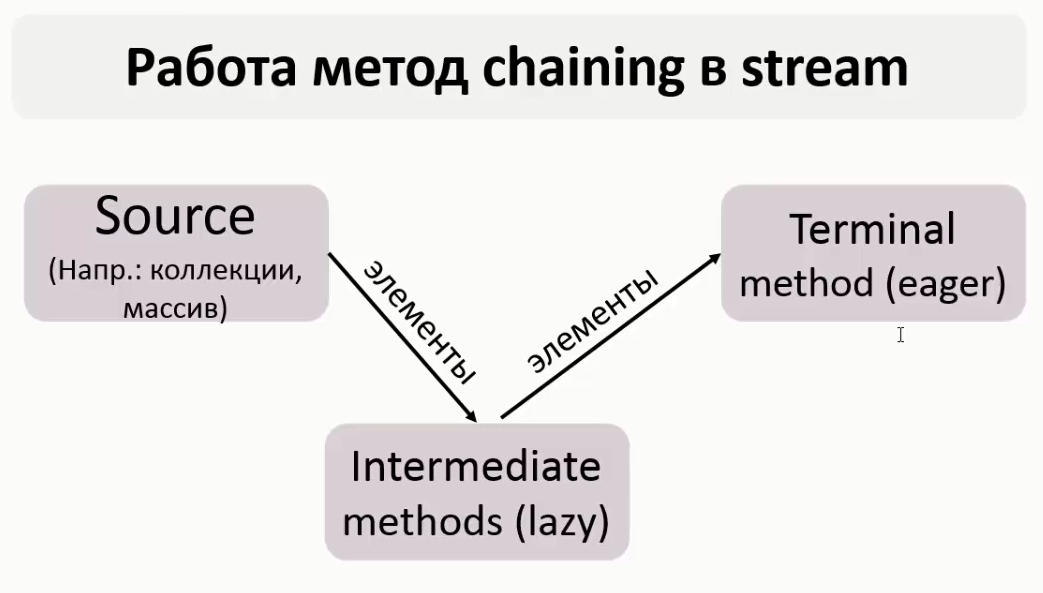 Работа метод chaining в stream
Source
(Напр.: коллекции,
массив)
элементы
Intermediate
methods (lazy)
элементы
Terminal
method (eager)